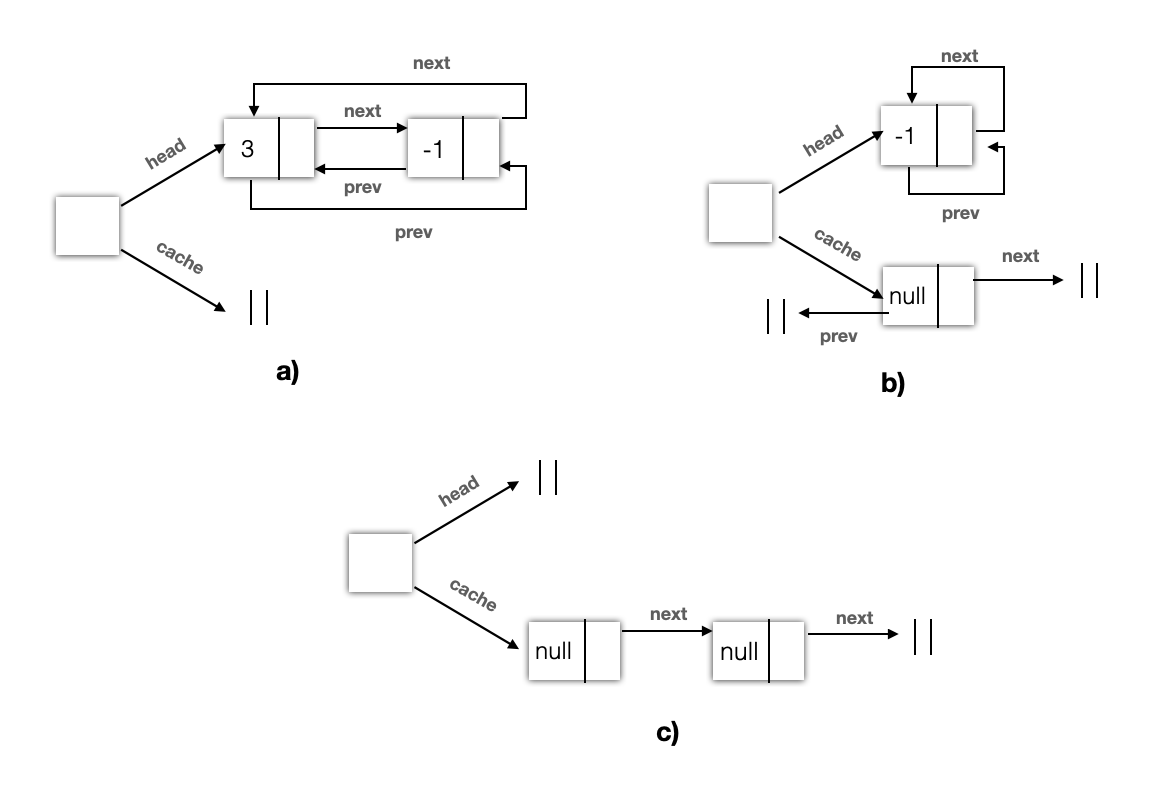 next
next
head
3
-1
prev
prev
cache
a)
next
head
-1
prev
cache
null
next
prev
b)
head
cache
null
next
null
next
c)